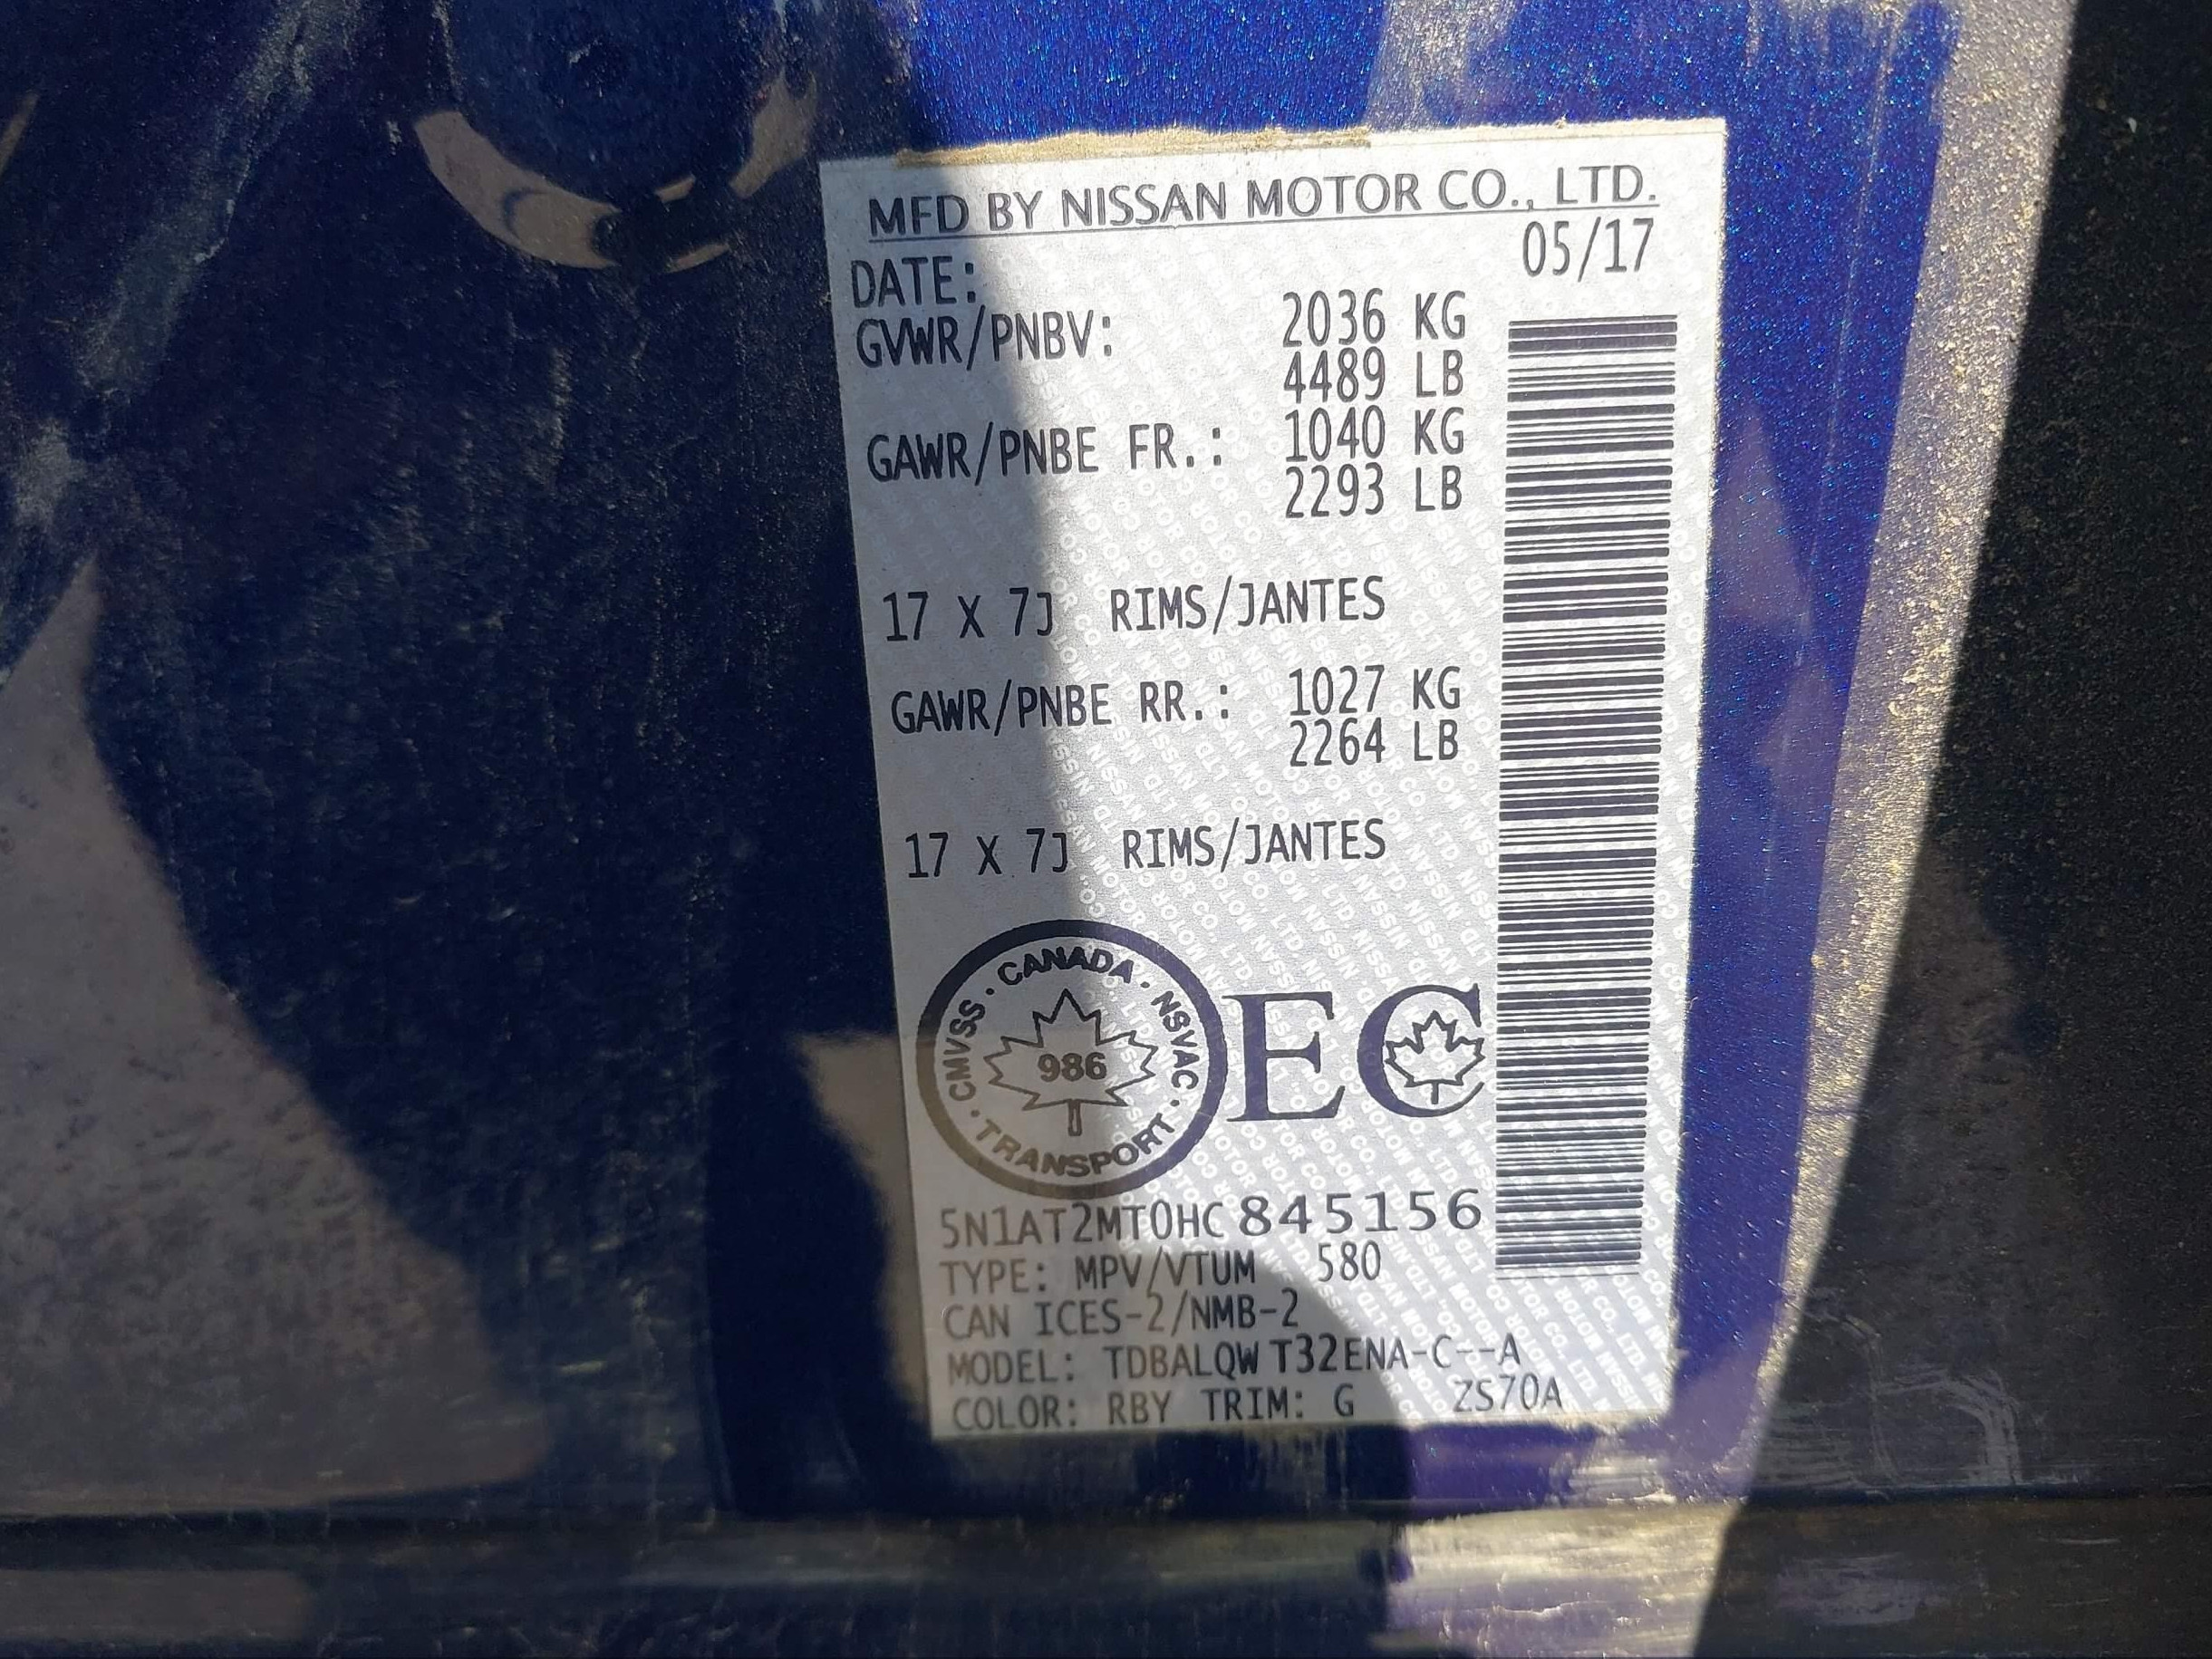 MFD BY NISSAN MOTOR CO., LTD.
DATE: 05/17
GVWR/PNBV: 2036 KG
4489 LB
GAWR/PNBE FR.: 1040 KG
2293 LB
17 X 7J RIMS/JANTES
GAWR/PNBE RR.: 1027 KG
2264 LB
17 X 7J RIMS/JANTES
CANADA · NSVAC · TRANSPORT · CMVSS ·
986
EC
5N1AT2MT0HC845156
TYPE: MPV/VTUM 580
CAN ICES-2/NMB-2
MODEL: TDBALQW T32ENA-C--A
COLOR: RBY TRIM: G ZS70A